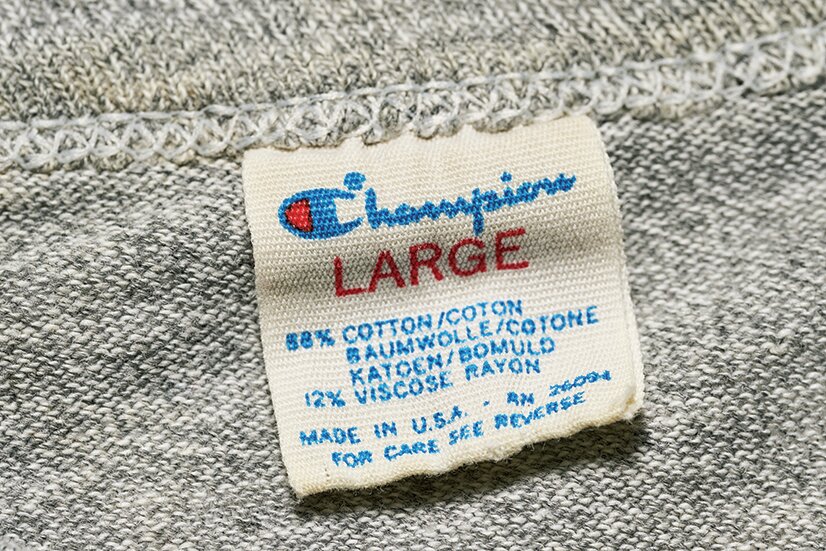 Champion
LARGE
88% COTTON/COTON
BAUMWOLLE/COTONE
KATOEN/BOMULD
12% VISCOSE RAYON
MADE IN U.S.A. - RN 26094
FOR CARE SEE REVERSE